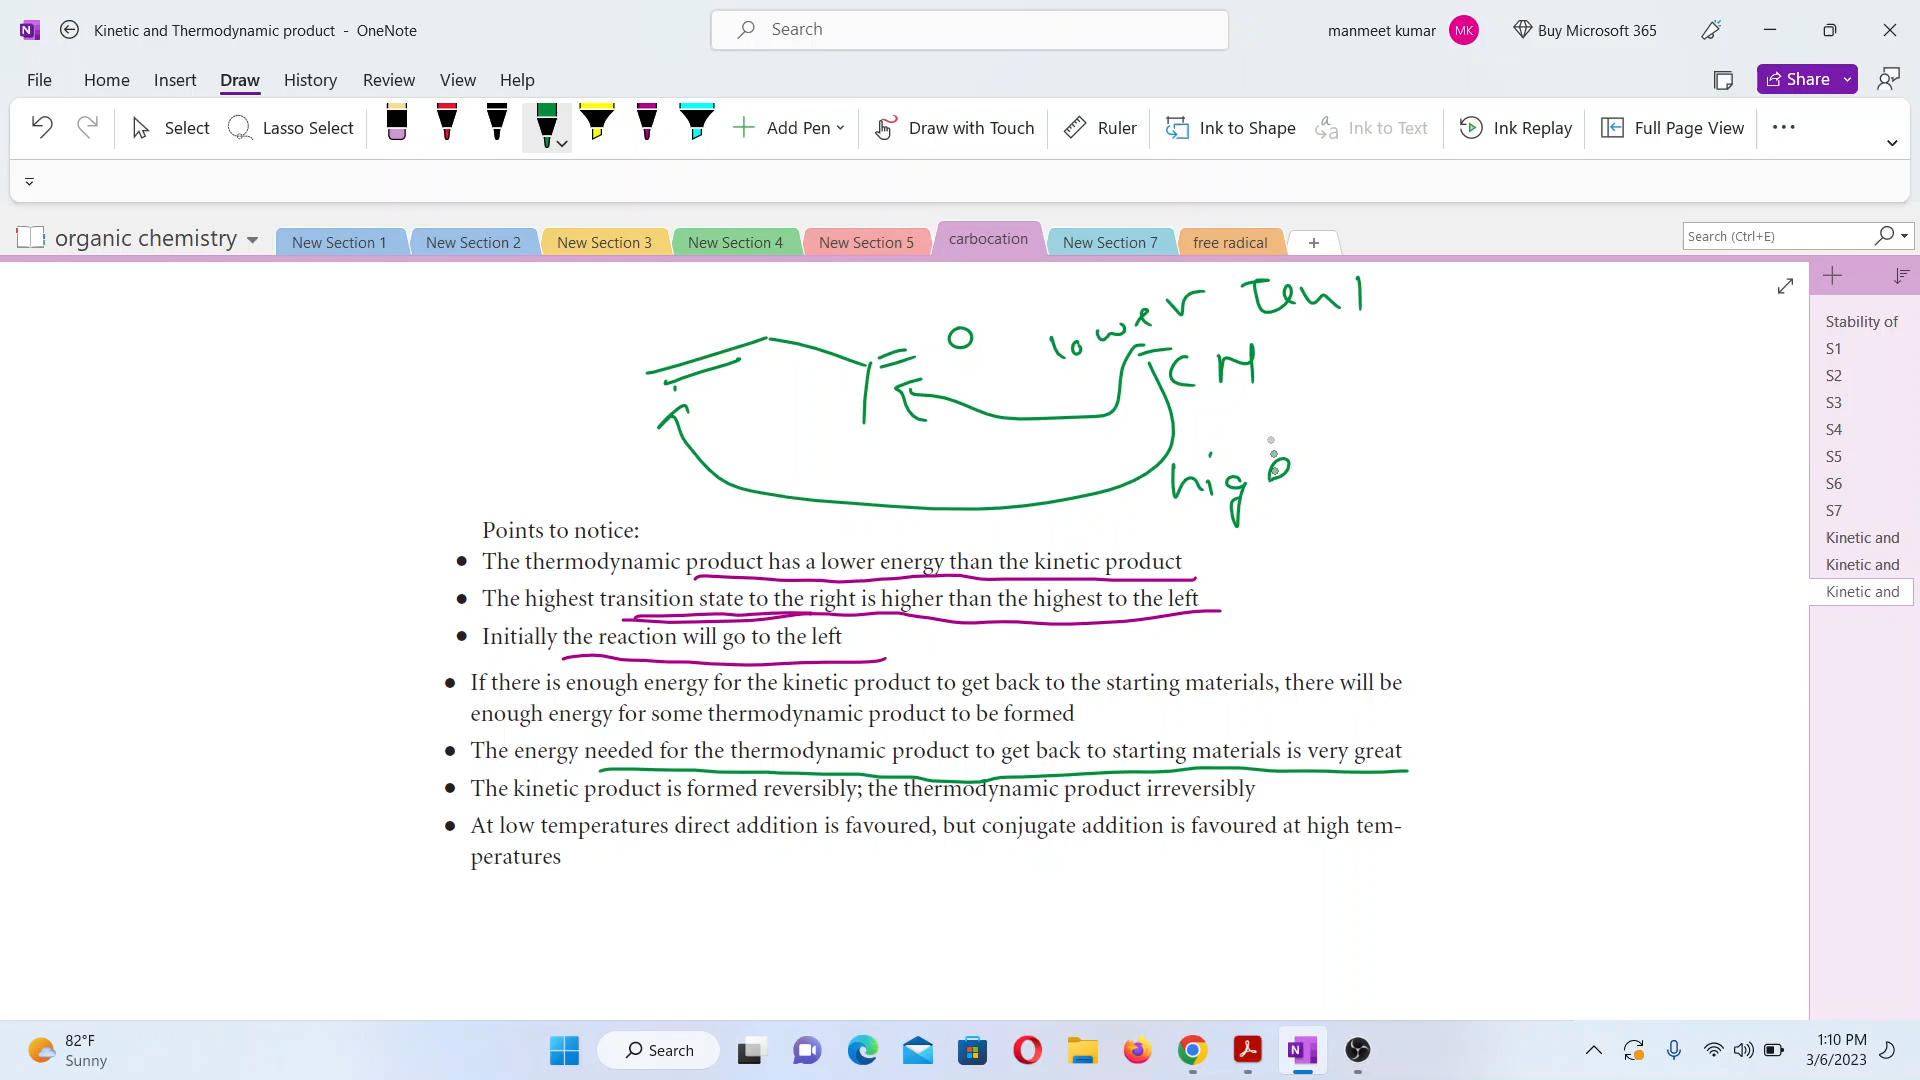 Kinetic and Thermodynamic product - OneNote
Search
manmeet kumar
MK
Buy Microsoft 365
File Home Insert Draw History Review View Help
Share
Select
Lasso Select
Add Pen
Draw with Touch
Ruler
Ink to Shape
Ink to Text
Ink Replay
Full Page View
organic chemistry
New Section 1
New Section 2
New Section 3
New Section 4
New Section 5
carbocation
New Section 7
free radical
Search (Ctrl+E)
Stability of
S1
S2
S3
S4
S5
S6
S7
Kinetic and
Kinetic and
Kinetic and
lower
O
CN
hig
Points to notice:
• The thermodynamic product has a lower energy than the kinetic product
• The highest transition state to the right is higher than the highest to the left
• Initially the reaction will go to the left
• If there is enough energy for the kinetic product to get back to the starting materials, there will be
enough energy for some thermodynamic product to be formed
• The energy needed for the thermodynamic product to get back to starting materials is very great
• The kinetic product is formed reversibly; the thermodynamic product irreversibly
• At low temperatures direct addition is favoured, but conjugate addition is favoured at high tem-
peratures
82°F
Sunny
Search
1:10 PM
3/6/2023